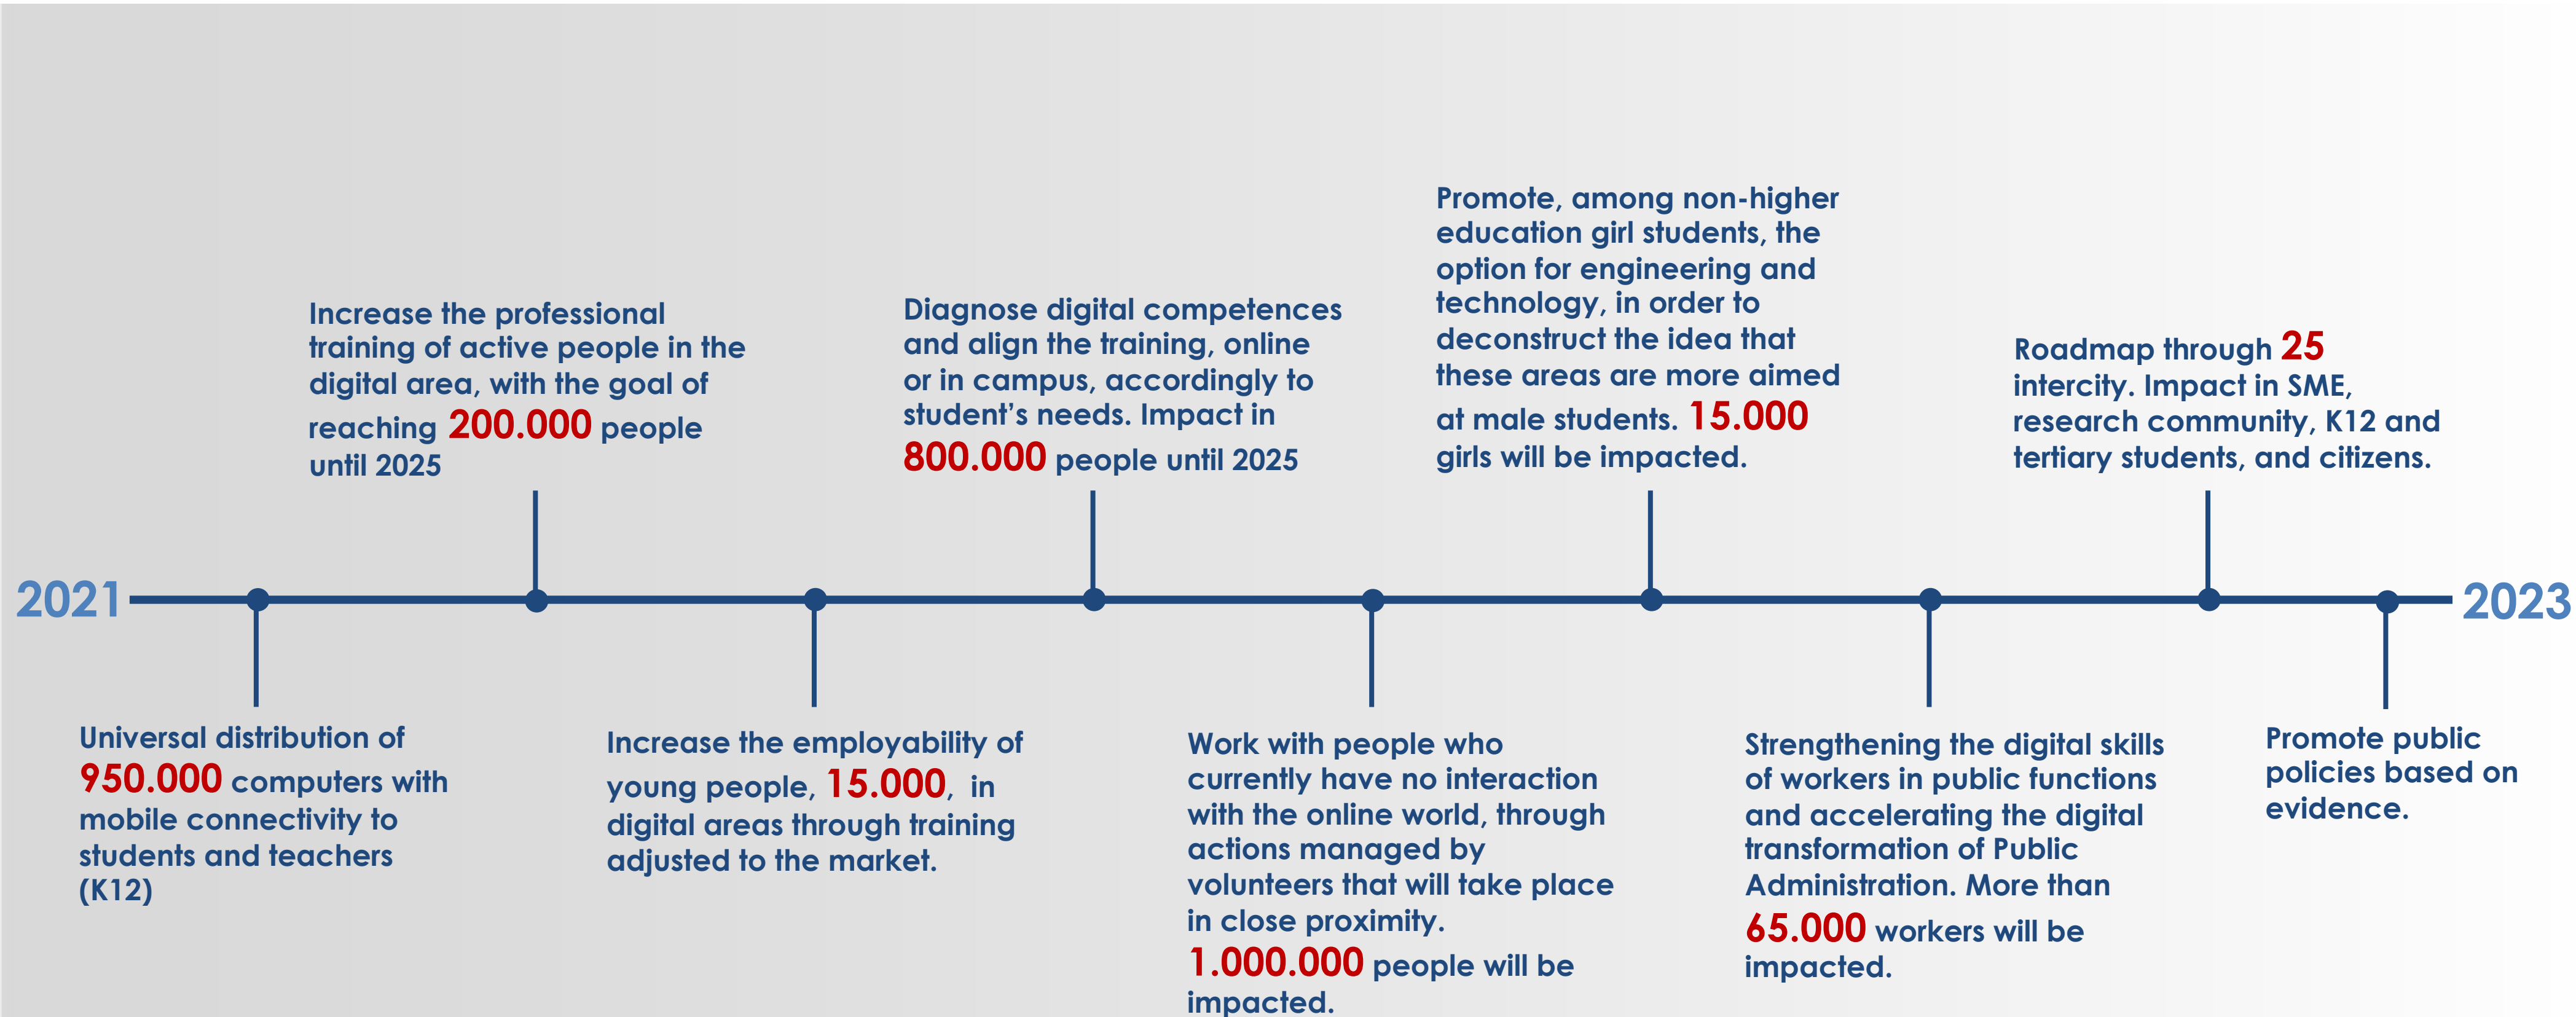 Promote, among non-higher
education girl students, the
option for engineering and
technology, in order to
deconstruct the idea that
these areas are more aimed
at male students. 15.000
girls will be impacted.
Increase the professional
training of active people in the
digital area, with the goal of
reaching 200.000 people
until 2025
Diagnose digital competences
and align the training, online
or in campus, accordingly to
student’s needs. Impact in
800.000 people until 2025
Roadmap through 25
intercity. Impact in SME,
research community, K12 and
tertiary students, and citizens.
2021
2023
Universal distribution of
950.000 computers with
mobile connectivity to
students and teachers
(K12)
Increase the employability of
young people, 15.000, in
digital areas through training
adjusted to the market.
Work with people who
currently have no interaction
with the online world, through
actions managed by
volunteers that will take place
in close proximity.
1.000.000 people will be
impacted.
Strengthening the digital skills
of workers in public functions
and accelerating the digital
transformation of Public
Administration. More than
65.000 workers will be
impacted.
Promote public
policies based on
evidence.